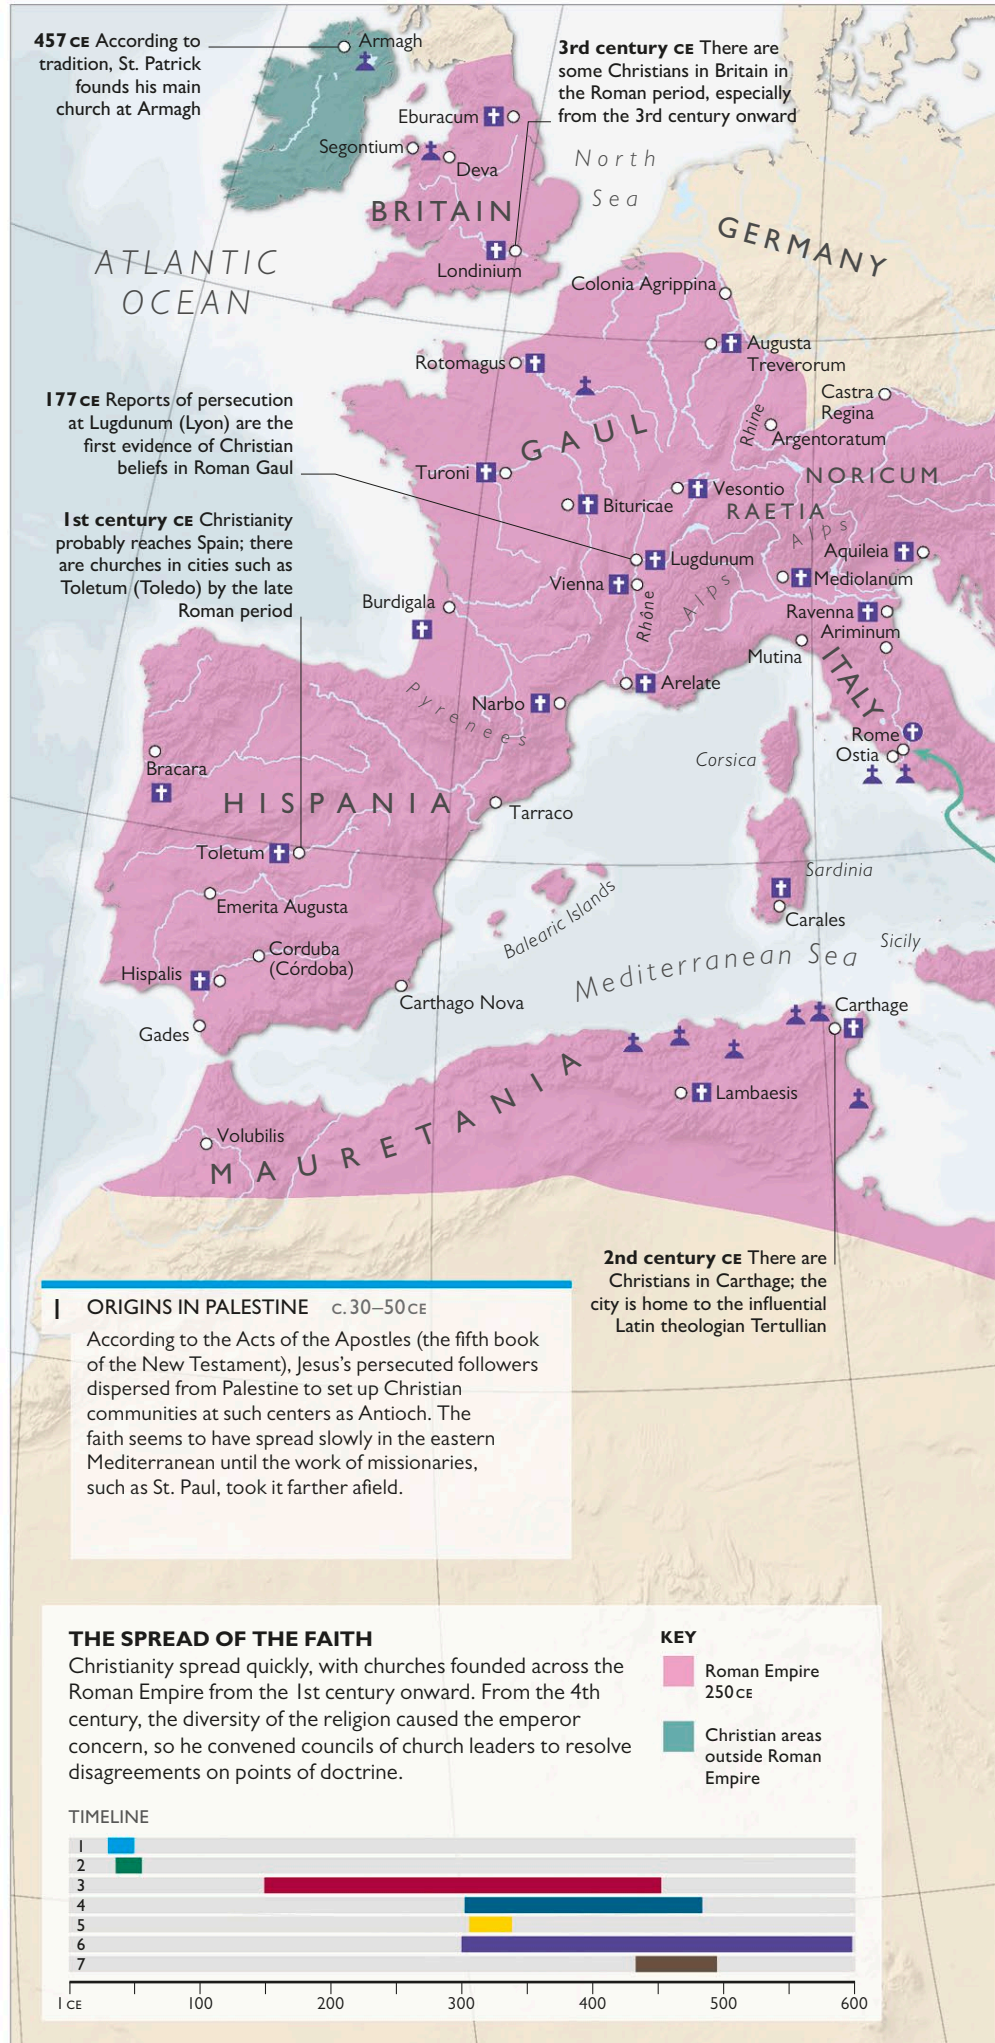 457 CE According to
tradition, St. Patrick
founds his main
church at Armagh
Armagh
3rd century CE There are
some Christians in Britain in
the Roman period, especially
from the 3rd century onward
Eburacum
Segontium
Deva
North
Sea
BRITAIN
GERMANY
ATLANTIC
OCEAN
Londinium
Colonia Agrippina
Augusta
Treverorum
Rotomagus
Castra
Regina
177 CE Reports of persecution
at Lugdunum (Lyon) are the
first evidence of Christian
beliefs in Roman Gaul
Rhine
Argentoratum
GAUL
Turoni
NORICUM
Vesontio
Bituricae
RAETIA
Alps
1st century CE Christianity
probably reaches Spain; there
are churches in cities such as
Toletum (Toledo) by the late
Roman period
Aquileia
Lugdunum
Vienna
Mediolanum
Alps
Rhône
Burdigala
Ravenna
Ariminum
Mutina
ITALY
Arelate
Pyrenees
Narbo
Rome
Ostia
Corsica
Bracara
HISPANIA
Tarraco
Toletum
Sardinia
Emerita Augusta
Balearic Islands
Carales
Corduba
(Córdoba)
Sicily
Hispalis
Mediterranean Sea
Carthago Nova
Carthage
Gades
MAURETANIA
Lambaesis
Volubilis
2nd century CE There are
Christians in Carthage; the
city is home to the influential
Latin theologian Tertullian
1 ORIGINS IN PALESTINE C.30–50 CE
According to the Acts of the Apostles (the fifth book
of the New Testament), Jesus's persecuted followers
dispersed from Palestine to set up Christian
communities at such centers as Antioch. The
faith seems to have spread slowly in the eastern
Mediterranean until the work of missionaries,
such as St. Paul, took it farther afield.
THE SPREAD OF THE FAITH
Christianity spread quickly, with churches founded across the
Roman Empire from the 1st century onward. From the 4th
century, the diversity of the religion caused the emperor
concern, so he convened councils of church leaders to resolve
disagreements on points of doctrine.
KEY
Roman Empire
250 CE
Christian areas
outside Roman
Empire
TIMELINE
1
2
3
4
5
6
7
1 CE 100 200 300 400 500 600